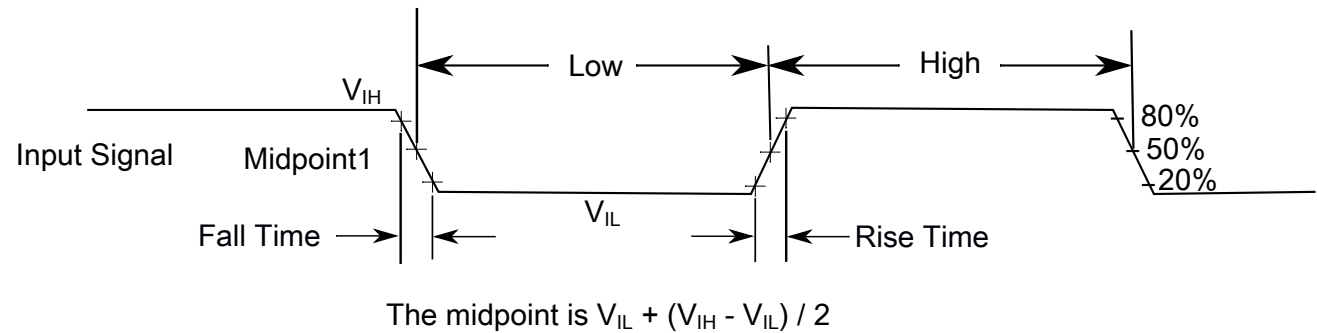 Low
High
VIH
80%
Input Signal
Midpoint1
50%
20%
VIL
Fall Time
Rise Time
The midpoint is VIL + (VIH - VIL) / 2